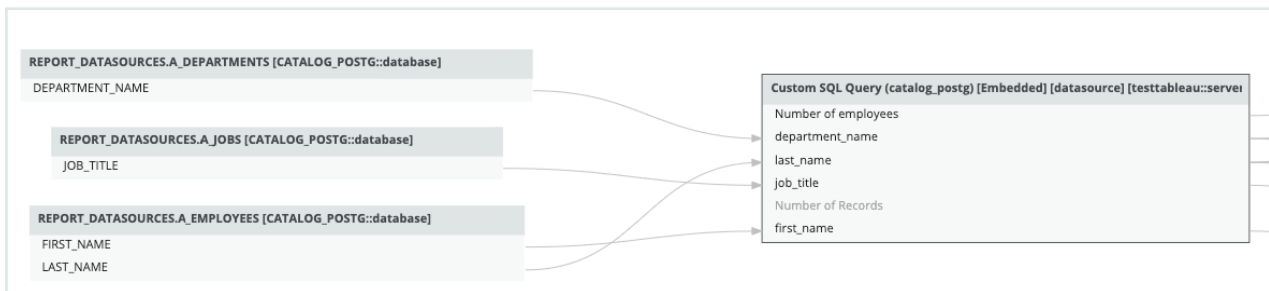 REPORT_DATASOURCES.A_DEPARTMENTS [CATALOG_POSTG::database]
DEPARTMENT_NAME
REPORT_DATASOURCES.A_JOBS [CATALOG_POSTG::database]
JOB_TITLE
REPORT_DATASOURCES.A_EMPLOYEES [CATALOG_POSTG::database]
FIRST_NAME
LAST_NAME
Custom SQL Query (catalog_postg) [Embedded] [datasource] [testtableau::server
Number of employees
department_name
last_name
job_title
Number of Records
first_name